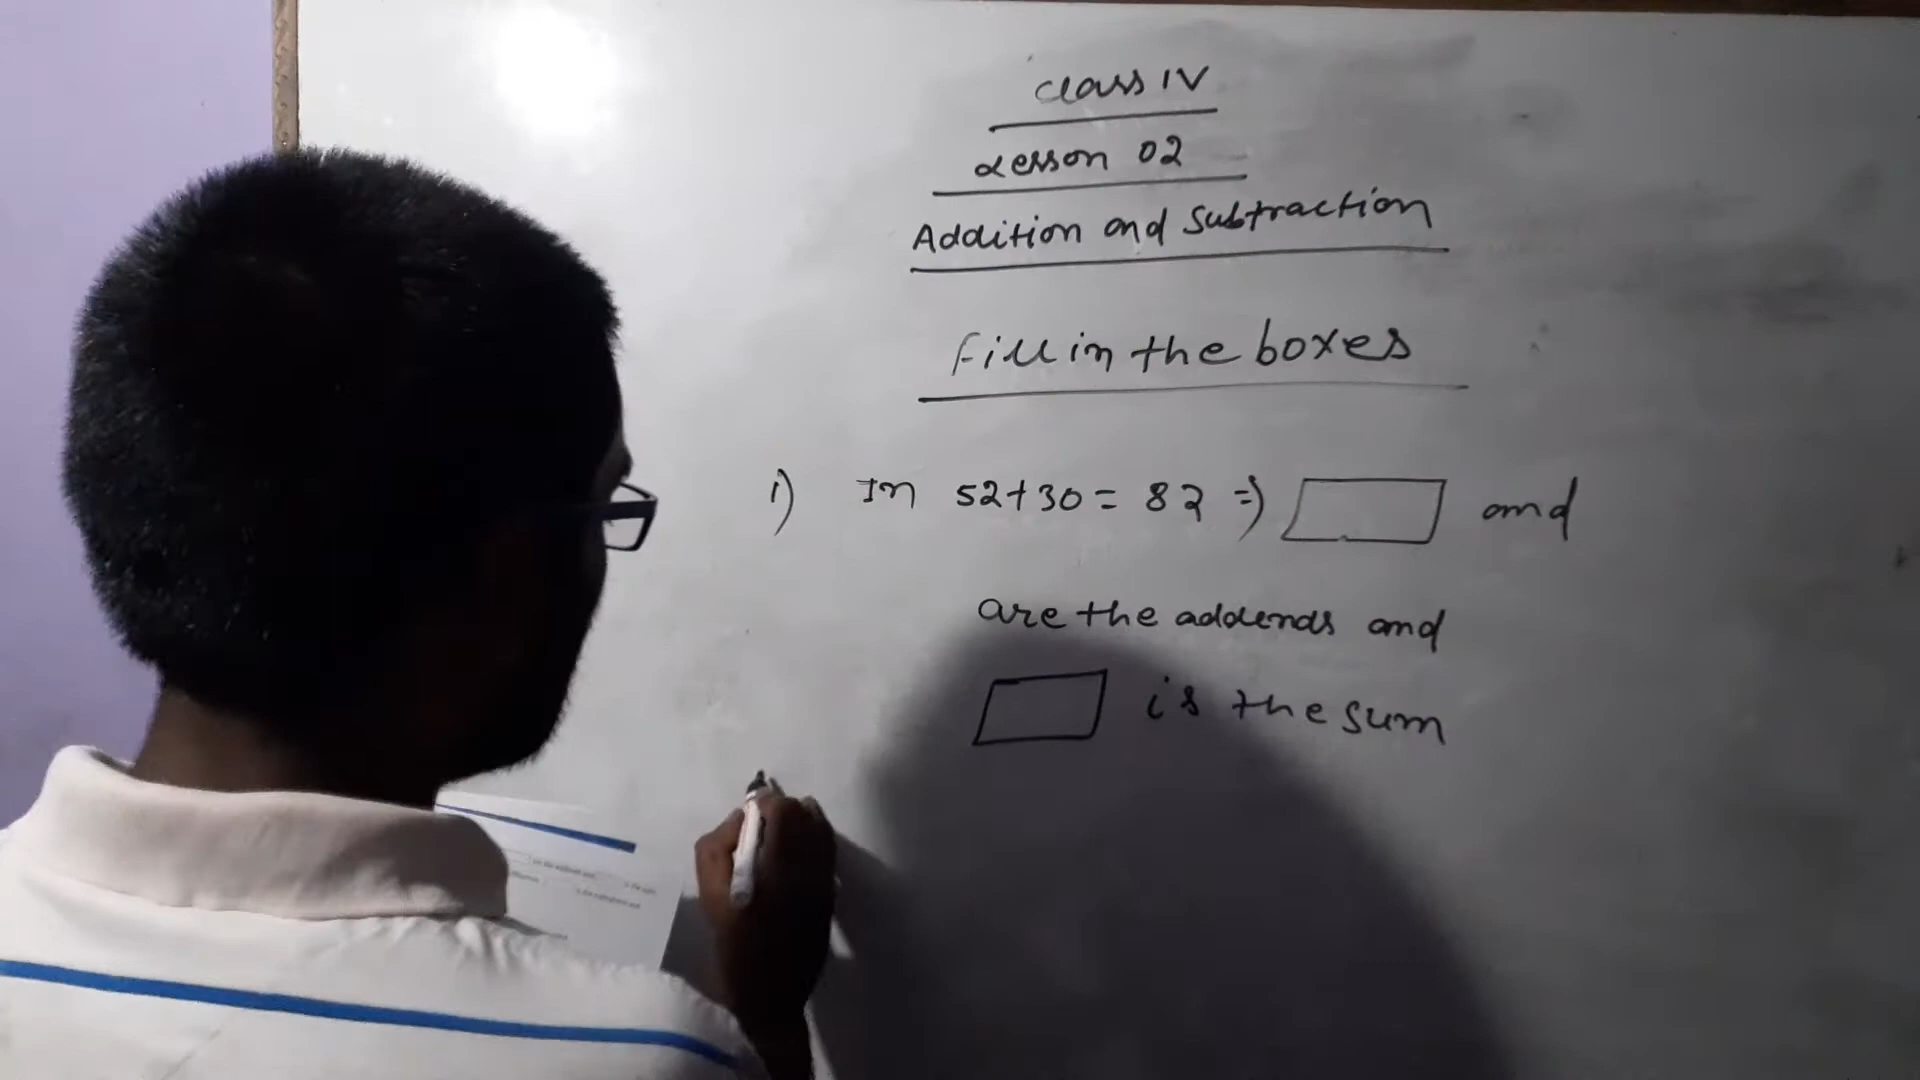 Class IV
Lesson 02
Addition and Subtraction
Fill in the boxes
i) In 52+30 = 82 => and
are the addends and
is the sum